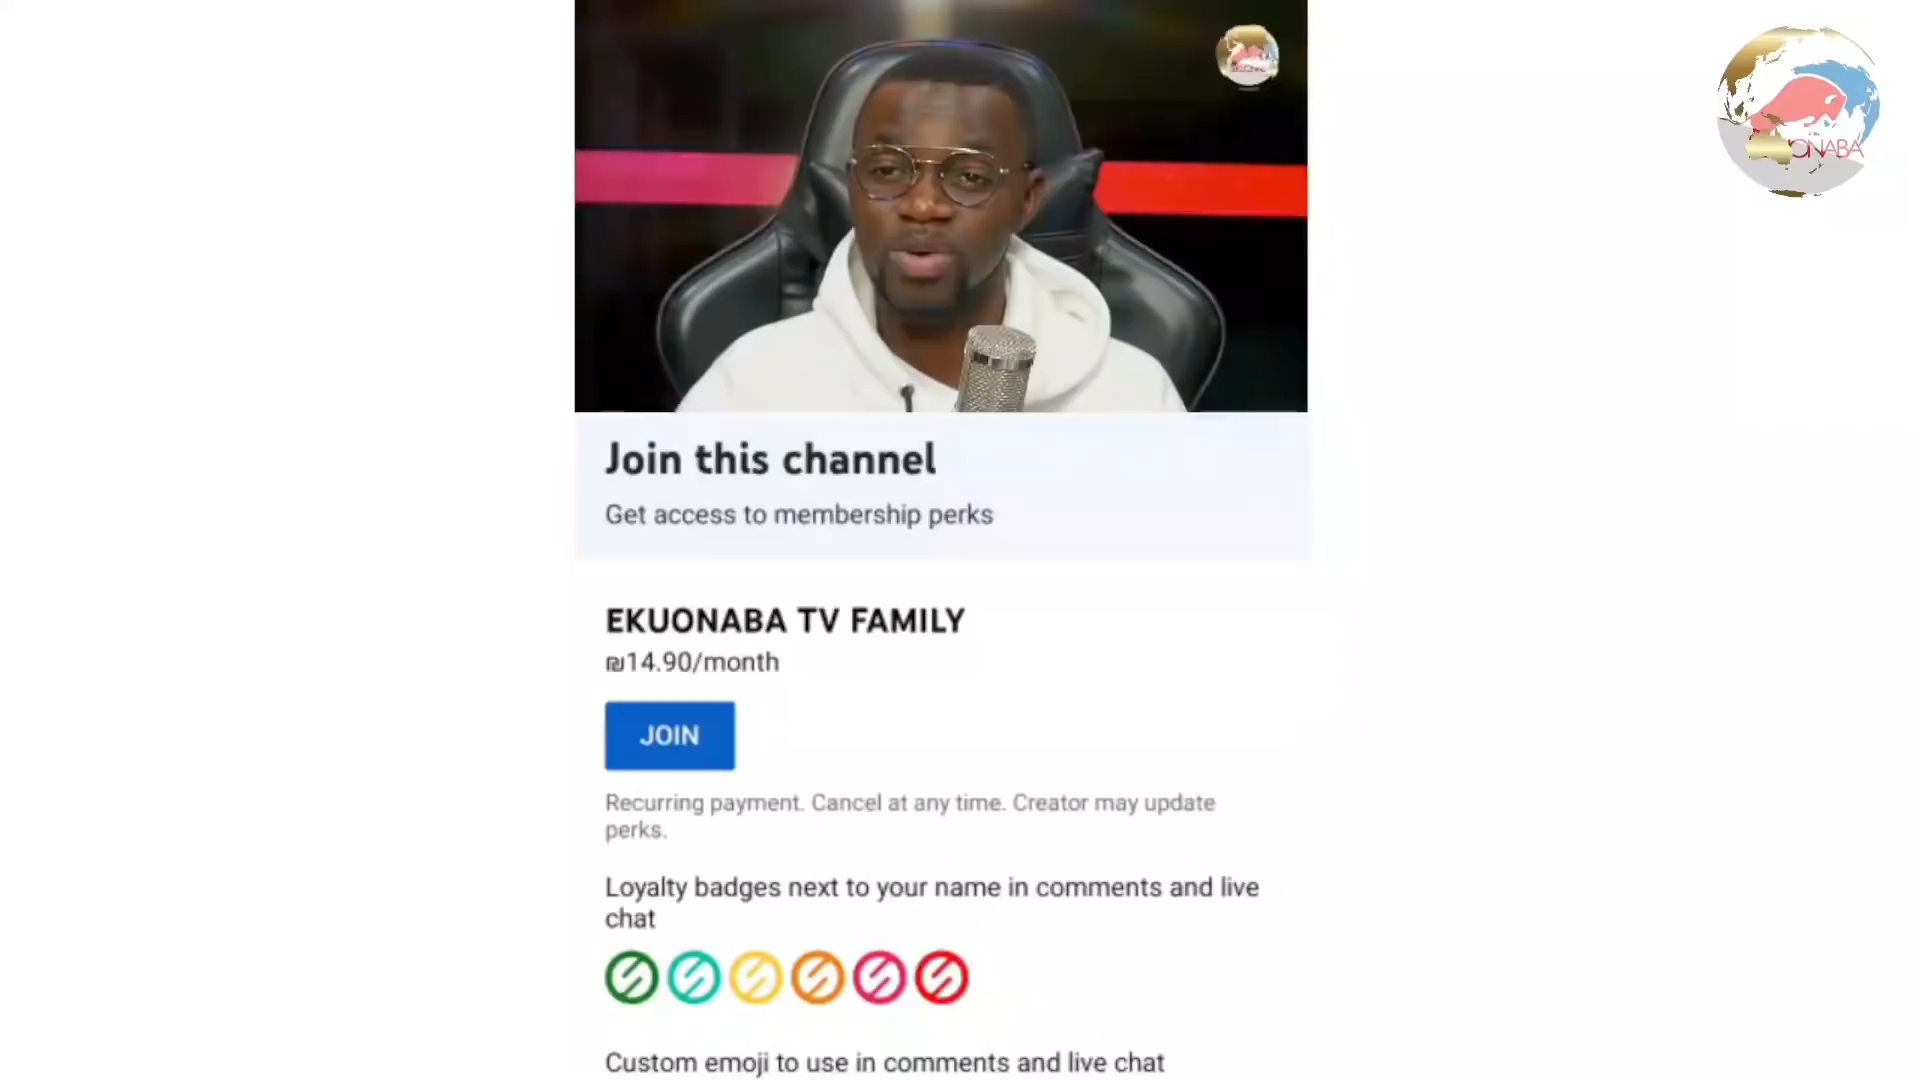 ONABA
Join this channel
Get access to membership perks
EKUONABA TV FAMILY
₪14.90/month
JOIN
Recurring payment. Cancel at any time. Creator may update
perks.
Loyalty badges next to your name in comments and live
chat
Custom emoji to use in comments and live chat